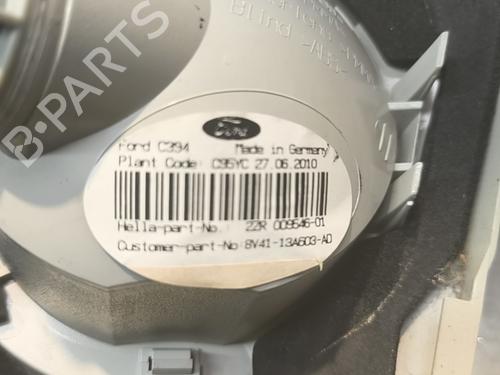 Blind
B-PARTS
Ford
Ford C394 Made in Germany
Plant Code: C95YC 27.06.2010
Hella-part-No.: 2ZR 009546-01
Customer-part-No: 8V41-13A603-AD